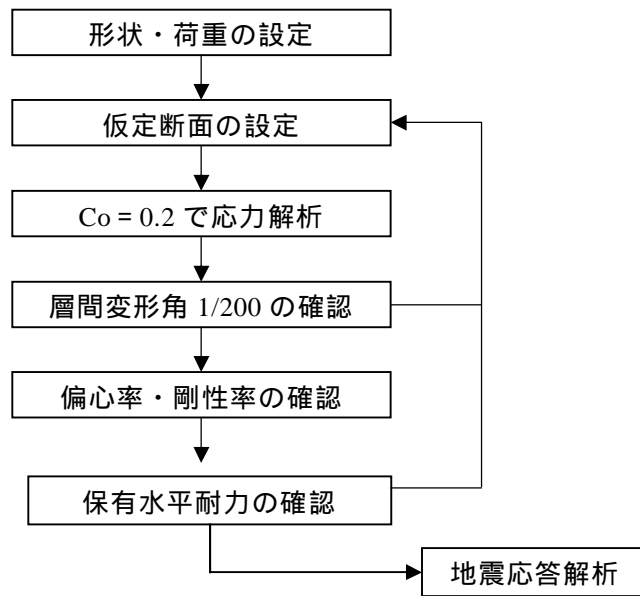 形状・荷重の設定
仮定断面の設定
Co = 0.2 で応力解析
層間変形角 1/200 の確認
偏心率・剛性率の確認
保有水平耐力の確認
地震応答解析